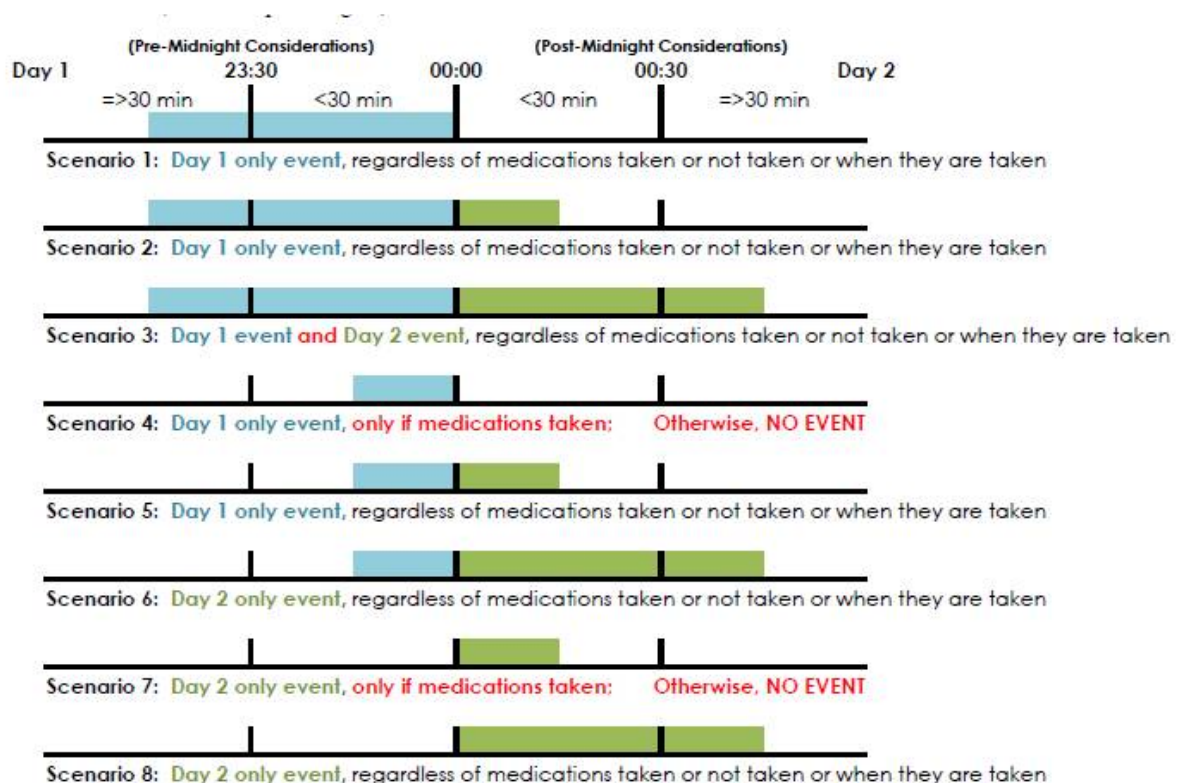 (Pre-Midnight Considerations) (Post-Midnight Considerations)
Day 1 23:30 00:00 00:30 Day 2
=>30 min <30 min <30 min =>30 min
Scenario 1: Day 1 only event, regardless of medications taken or not taken or when they are taken
Scenario 2: Day 1 only event, regardless of medications taken or not taken or when they are taken
Scenario 3: Day 1 event and Day 2 event, regardless of medications taken or not taken or when they are taken
Scenario 4: Day 1 only event, only if medications taken; Otherwise, NO EVENT
Scenario 5: Day 1 only event, regardless of medications taken or not taken or when they are taken
Scenario 6: Day 2 only event, regardless of medications taken or not taken or when they are taken
Scenario 7: Day 2 only event, only if medications taken; Otherwise, NO EVENT
Scenario 8: Day 2 only event, regardless of medications taken or not taken or when they are taken